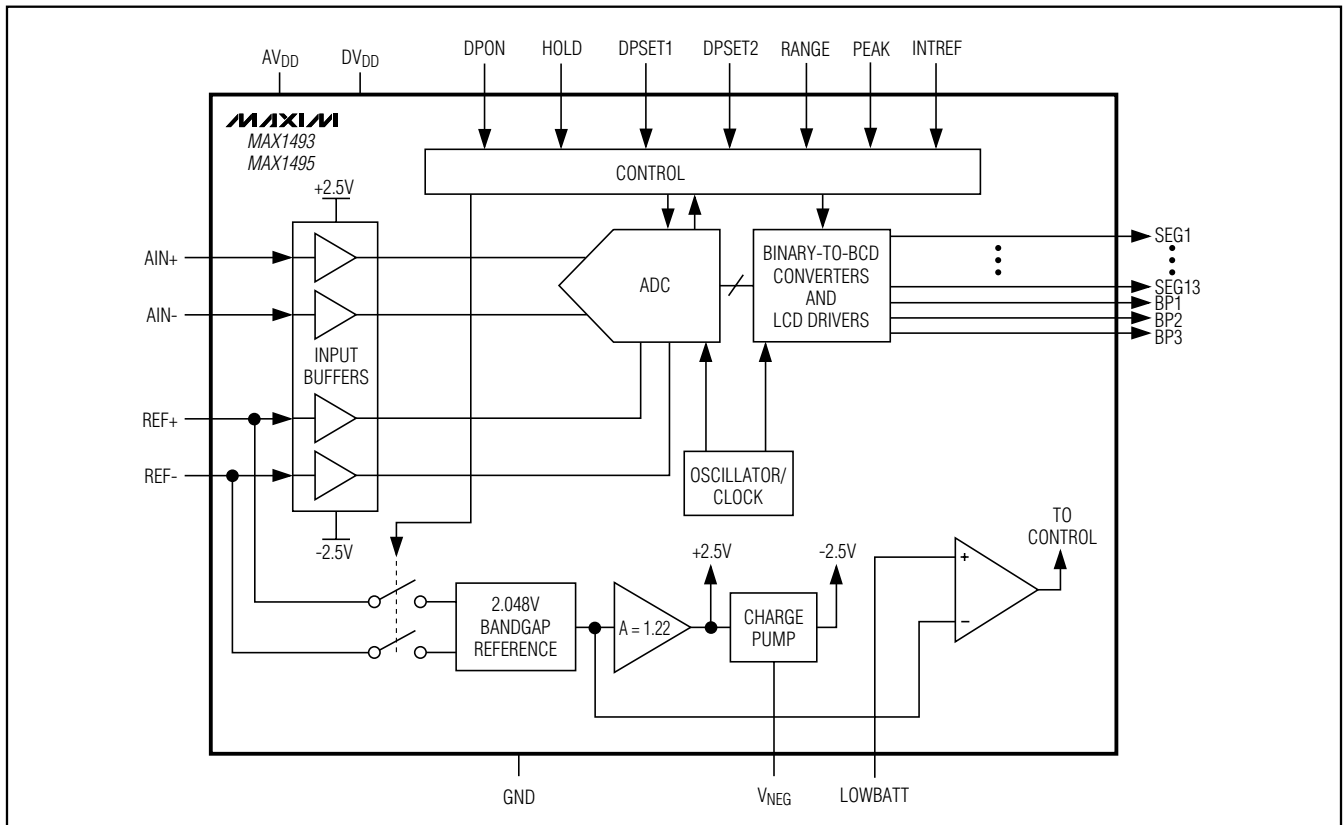 AVDD
DVDD
DPON
HOLD
DPSET1
DPSET2
RANGE
PEAK
INTREF
MAXIM
MAX1493
MAX1495
CONTROL
+2.5V
AIN+
AIN-
INPUT
BUFFERS
REF+
REF-
-2.5V
ADC
BINARY-TO-BCD
CONVERTERS
AND
LCD DRIVERS
SEG1
SEG13
BP1
BP2
BP3
OSCILLATOR/
CLOCK
2.048V
BANDGAP
REFERENCE
A = 1.22
+2.5V
CHARGE
PUMP
-2.5V
+
−
TO
CONTROL
GND
VNEG
LOWBATT